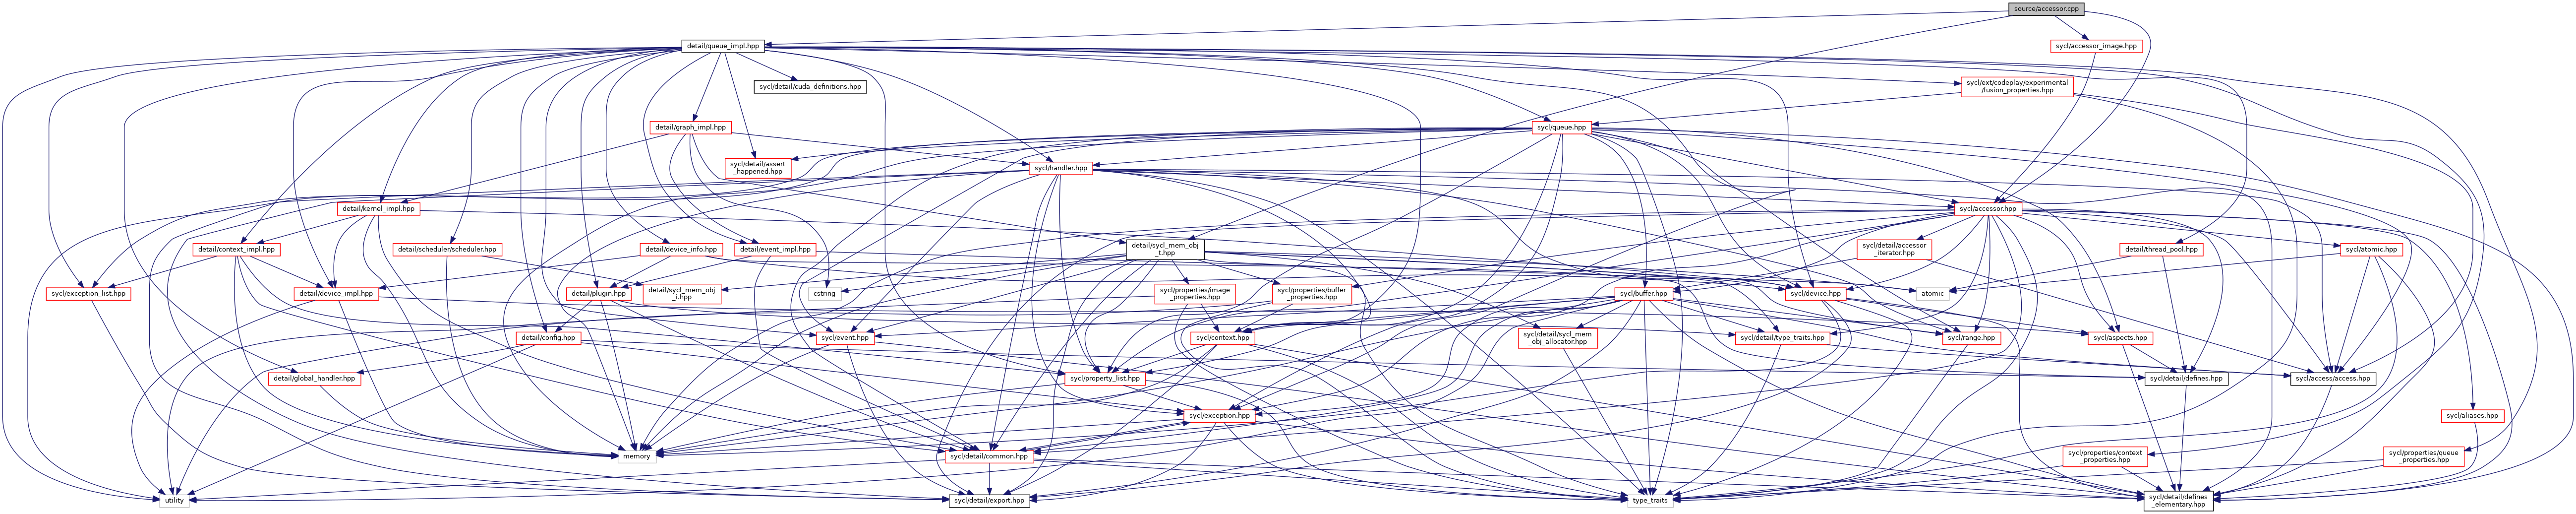 source/accessor.cpp
detail/queue_impl.hpp
sycl/accessor_image.hpp
sycl/detail/cuda_definitions.hpp
sycl/ext/codeplay/experimental
/fusion_properties.hpp
detail/graph_impl.hpp
sycl/queue.hpp
sycl/detail/assert
_happened.hpp
sycl/handler.hpp
detail/kernel_impl.hpp
sycl/accessor.hpp
detail/context_impl.hpp
detail/scheduler/scheduler.hpp
detail/device_info.hpp
detail/event_impl.hpp
detail/sycl_mem_obj
_t.hpp
sycl/detail/accessor
_iterator.hpp
detail/thread_pool.hpp
sycl/atomic.hpp
sycl/exception_list.hpp
detail/device_impl.hpp
detail/plugin.hpp
detail/sycl_mem_obj
_i.hpp
cstring
sycl/properties/image
_properties.hpp
sycl/properties/buffer
_properties.hpp
sycl/buffer.hpp
sycl/device.hpp
atomic
detail/config.hpp
sycl/event.hpp
sycl/context.hpp
sycl/detail/sycl_mem
_obj_allocator.hpp
sycl/detail/type_traits.hpp
sycl/range.hpp
sycl/aspects.hpp
detail/global_handler.hpp
sycl/property_list.hpp
sycl/detail/defines.hpp
sycl/access/access.hpp
sycl/exception.hpp
sycl/aliases.hpp
memory
sycl/detail/common.hpp
sycl/properties/context
_properties.hpp
sycl/properties/queue
_properties.hpp
utility
sycl/detail/export.hpp
type_traits
sycl/detail/defines
_elementary.hpp